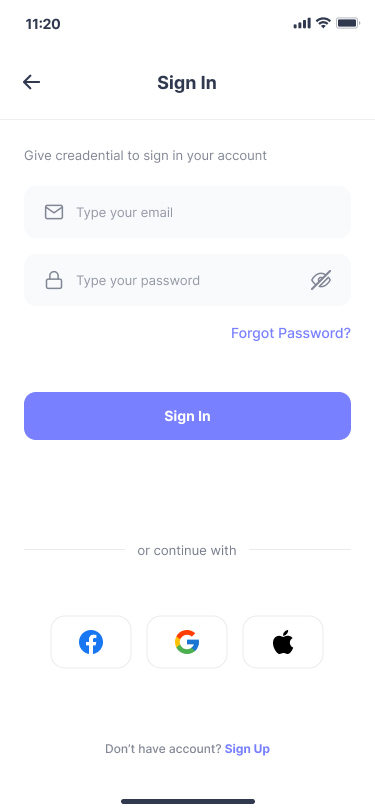 11:20
Sign In
Give creadential to sign in your account
Type your email
Type your password
Forgot Password?
Sign In
or continue with
Don't have account? Sign Up